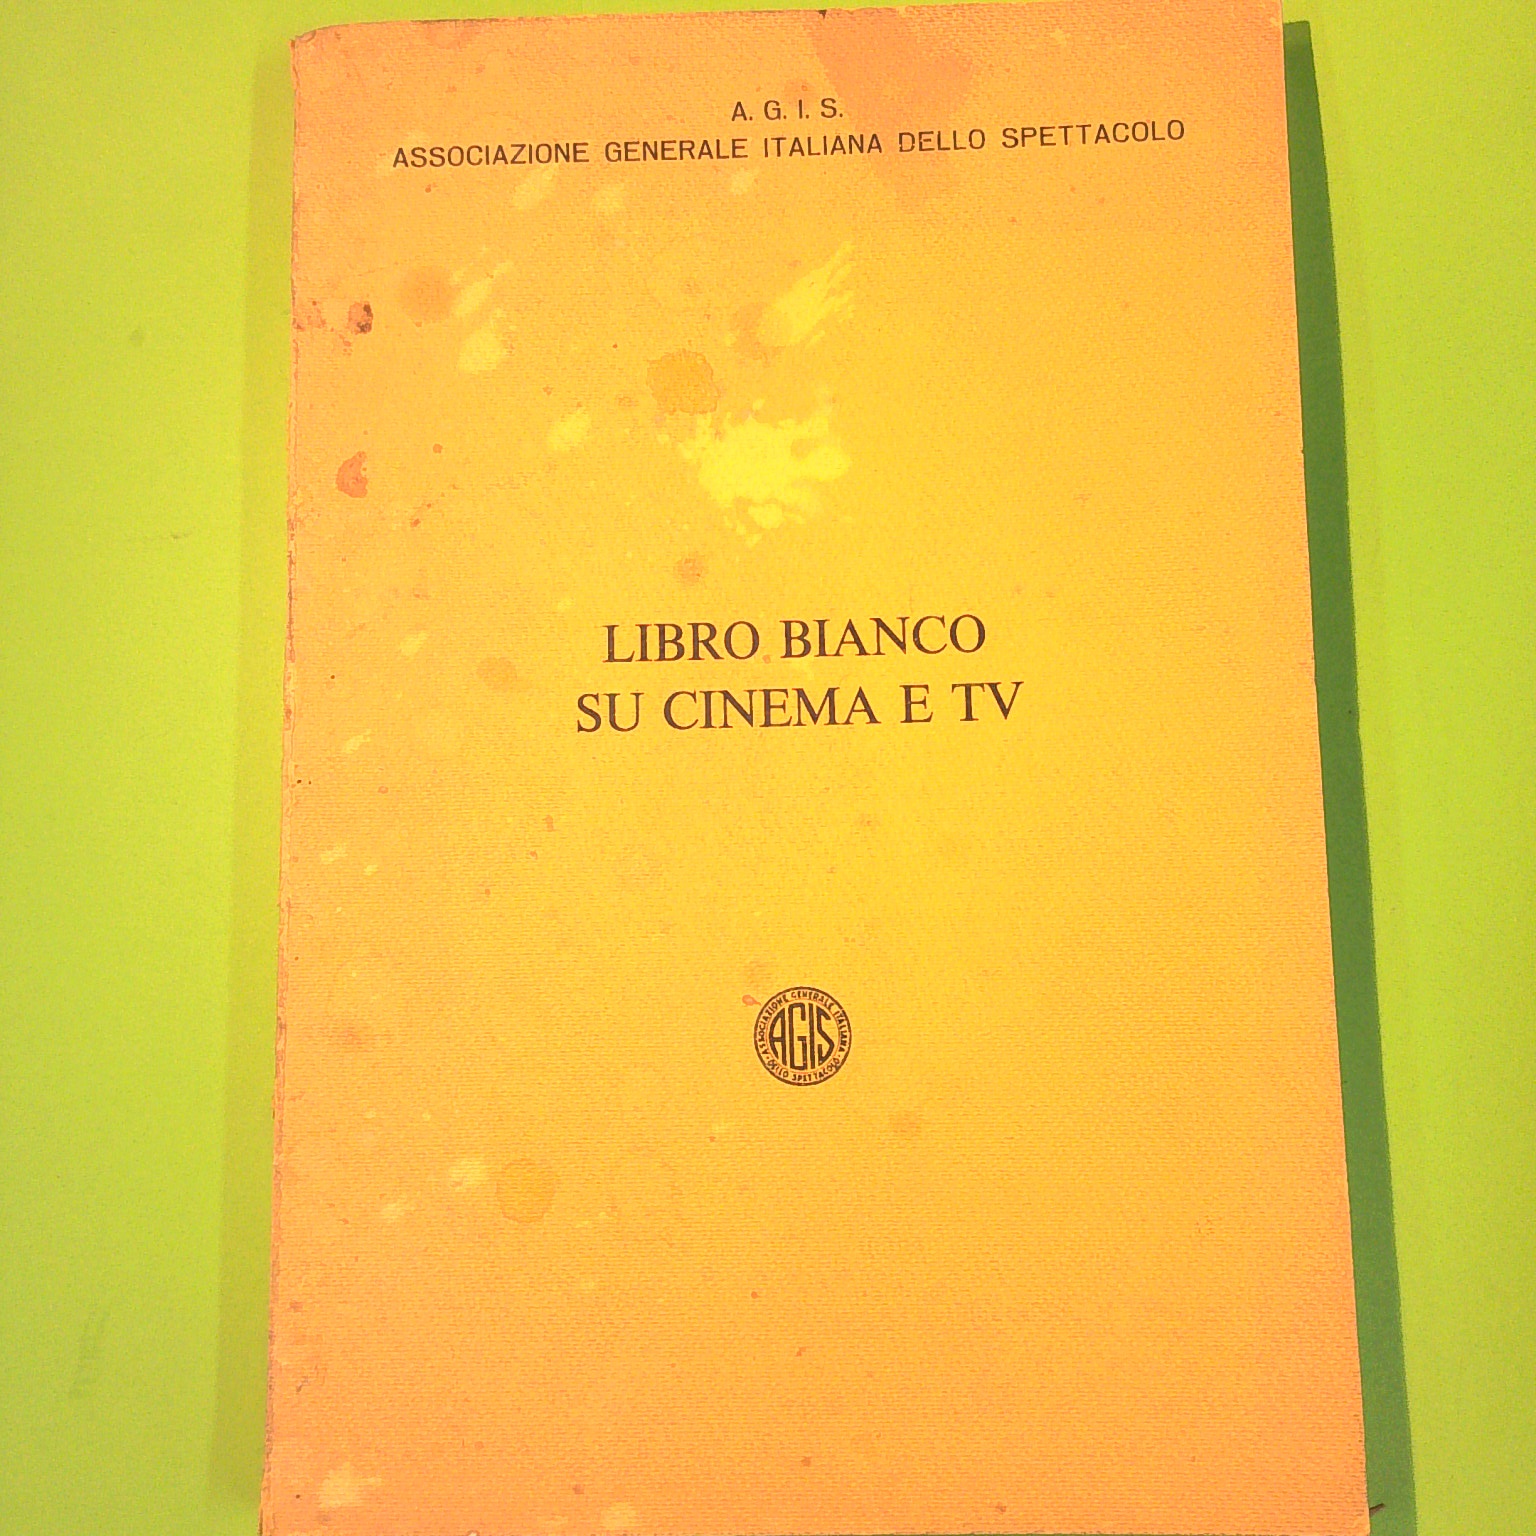 A. G. I. S.
ASSOCIAZIONE GENERALE ITALIANA DELLO SPETTACOLO
LIBRO BIANCO
SU CINEMA E TV
ASSOCIAZIONE GENERALE ITALIANA
AGIS
DELLO SPETTACOLO